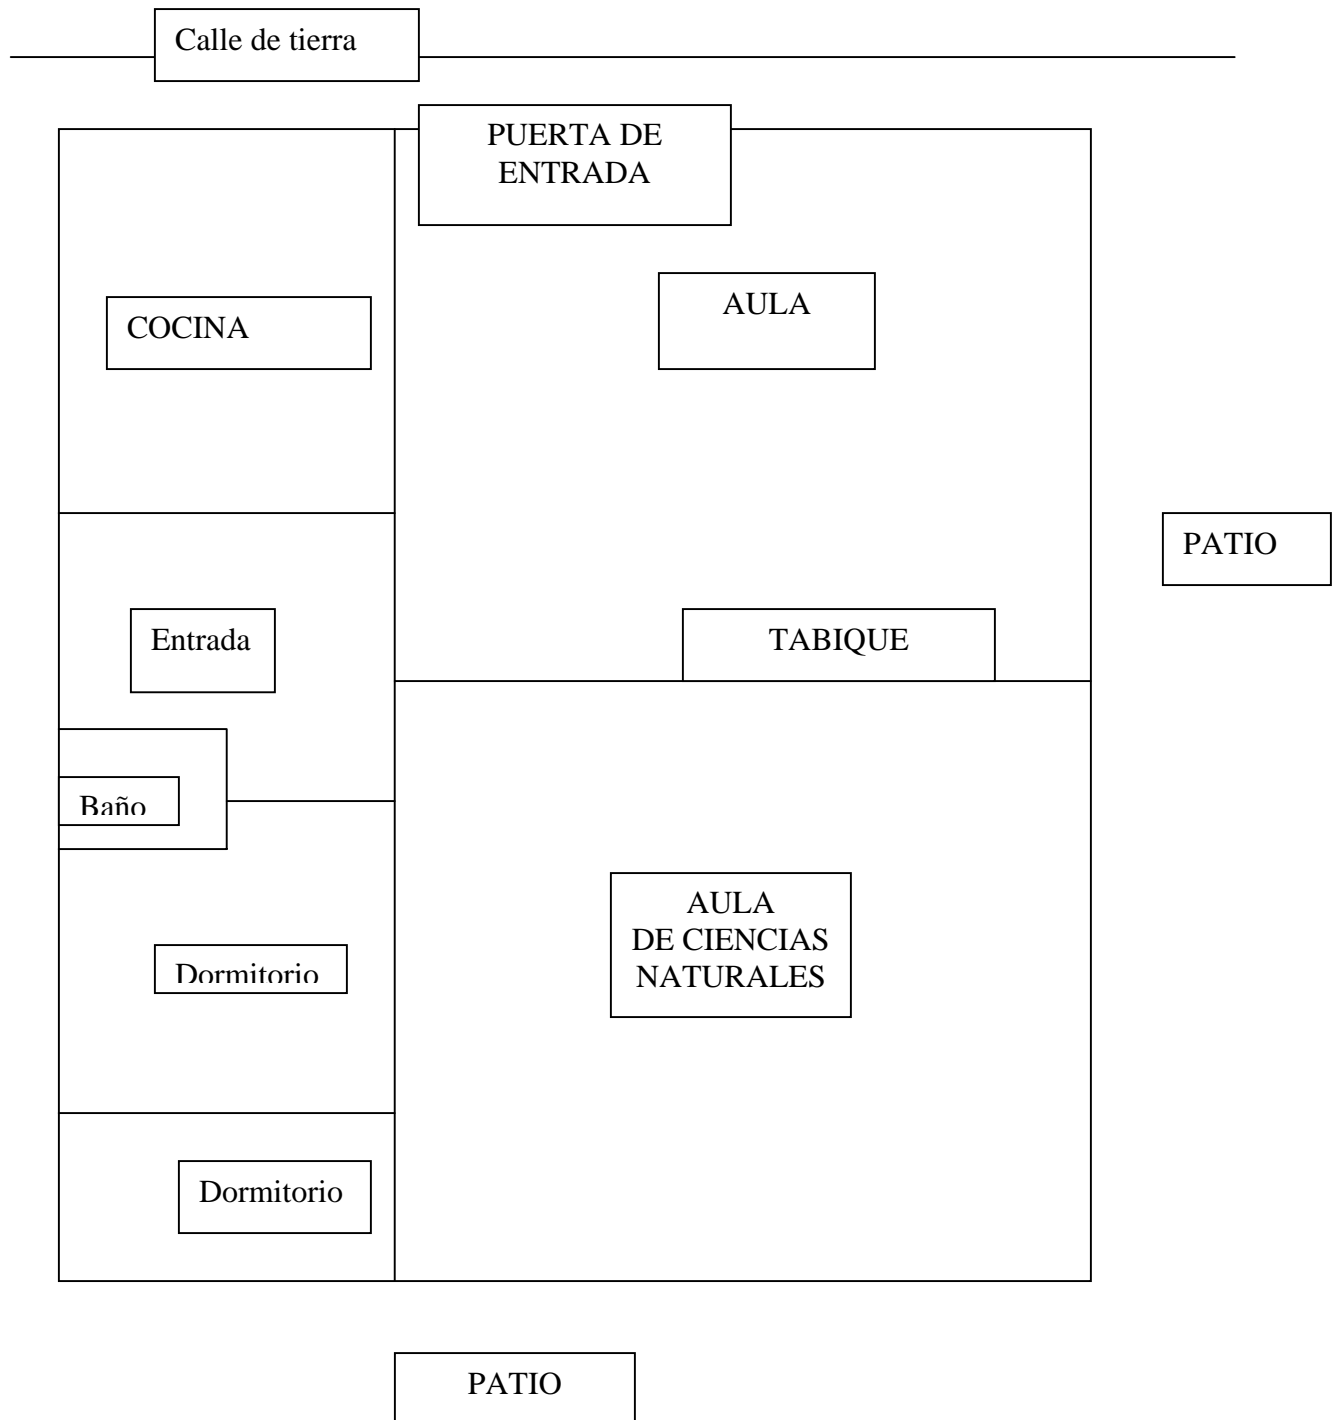 Calle de tierra
PUERTA DE
ENTRADA
AULA
COCINA
PATIO
Entrada
TABIQUE
Baño
AULA
DE CIENCIAS
NATURALES
Dormitorio
Dormitorio
PATIO